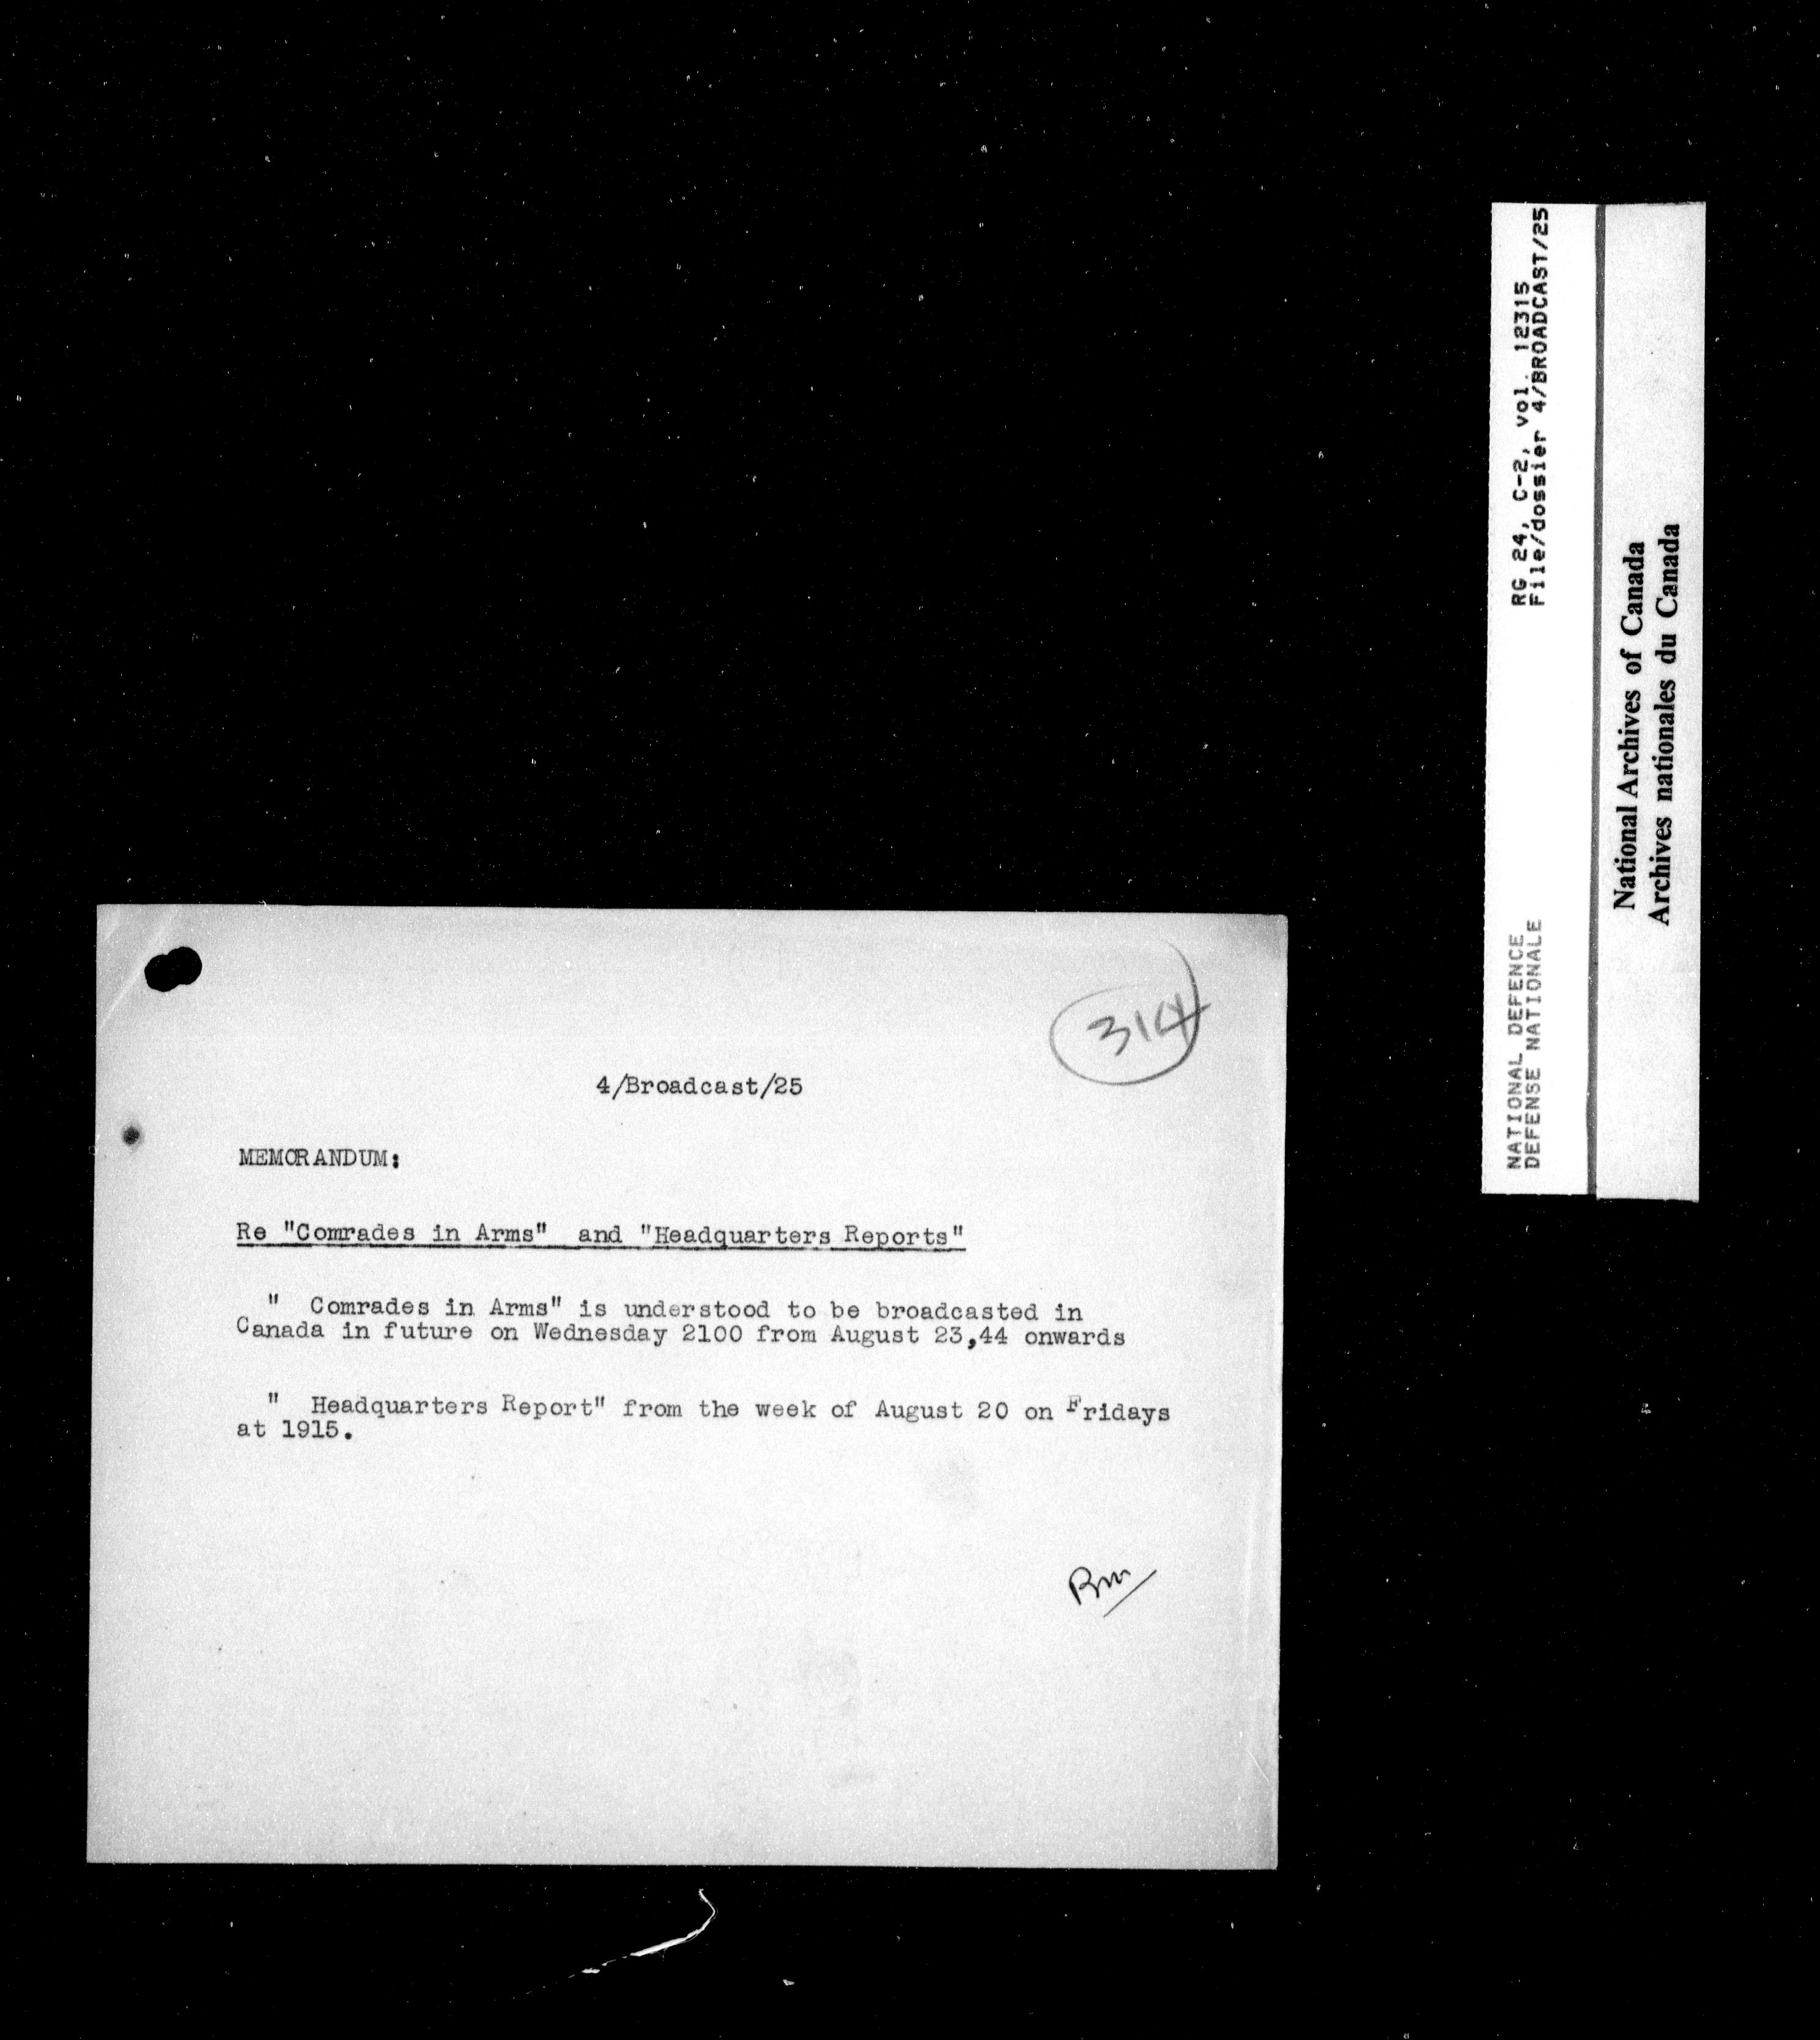 314
4/Broadcast/25
MEMORANDUM:
Re "Comrades in Arms" and "Headquarters Reports"
" Comrades in Arms" is understood to be broadcasted in
Canada in future on Wednesday 2100 from August 23,44 onwards
" Headquarters Report" from the week of August 20 on Fridays
at 1915.
RG 24, C-2, vol. 12315
File/dossier 4/BROADCAST/25
NATIONAL DEFENCE
DEFENSE NATIONALE
National Archives of Canada
Archives nationales du Canada